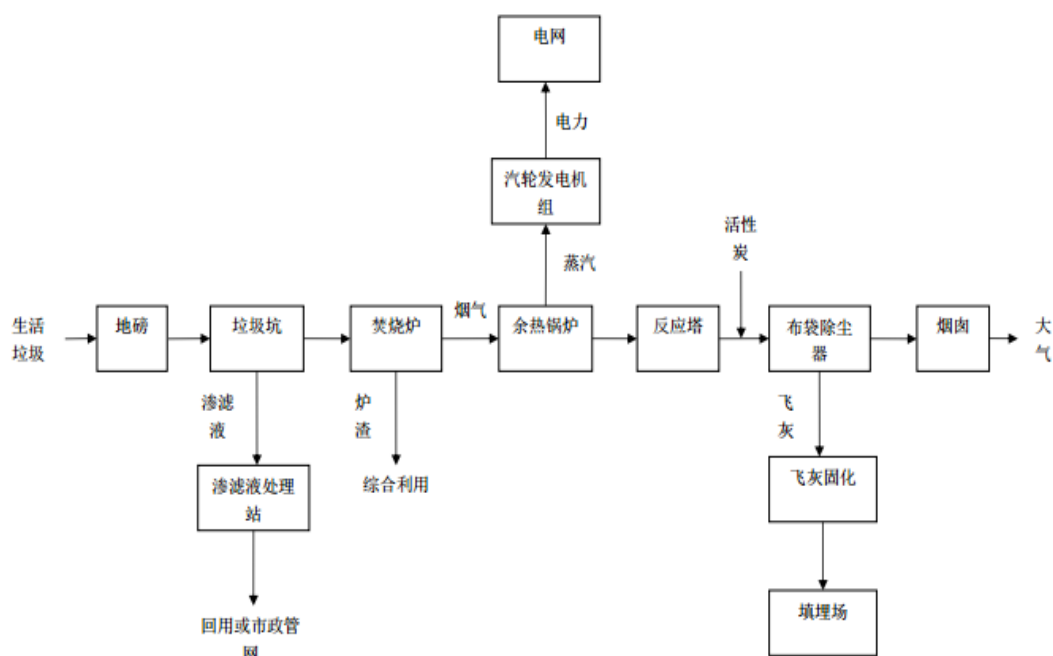 电网
电力
汽轮发电机
组
蒸汽
活性
炭
生活
垃圾
地磅
垃圾坑
焚烧炉
烟气
余热锅炉
反应塔
布袋除尘
器
烟囱
大
气
渗滤
液
炉
渣
飞
灰
渗滤液处理
站
综合利用
飞灰固化
回用或市政管
网
填埋场